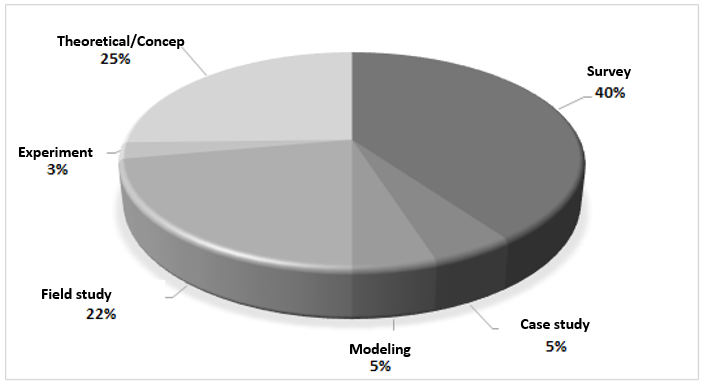 Theoretical/Concep
25%
Survey
40%
Experiment
3%
Field study
22%
Case study
5%
Modeling
5%